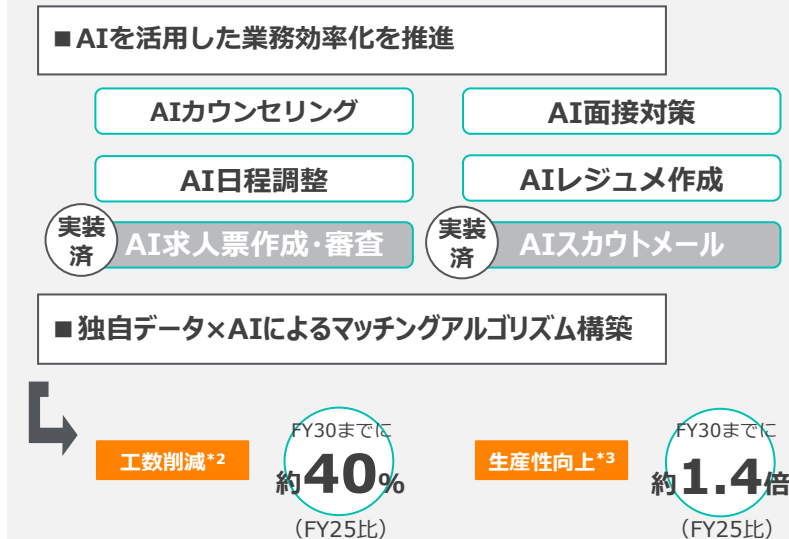 ■AIを活用した業務効率化を推進
AIカウンセリング
AI面接対策
AI日程調整
AIレジュメ作成
実装済
AI求人票作成・審査
実装済
AIスカウトメール
■独自データ×AIによるマッチングアルゴリズム構築
工数削減*2
FY30までに
約40%
（FY25比）
生産性向上*3
FY30までに
約1.4倍
（FY25比）